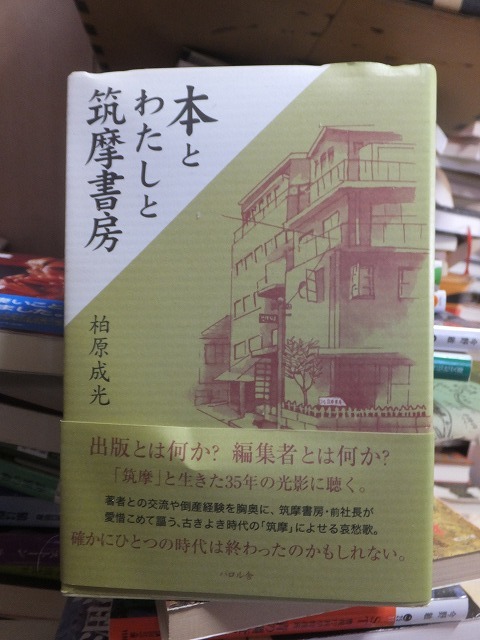 本と
わたしと
筑摩書房
柏原成光
出版とは何か? 編集者とは何か?
「筑摩」と生きた35年の光影に聴く。
著者との交流や倒産経験を胸奥に、筑摩書房・前社長が
愛惜こめて謳う、古きよき時代の「筑摩」によせる哀愁歌。
確かにひとつの時代は終わったのかもしれない。
パロル舎